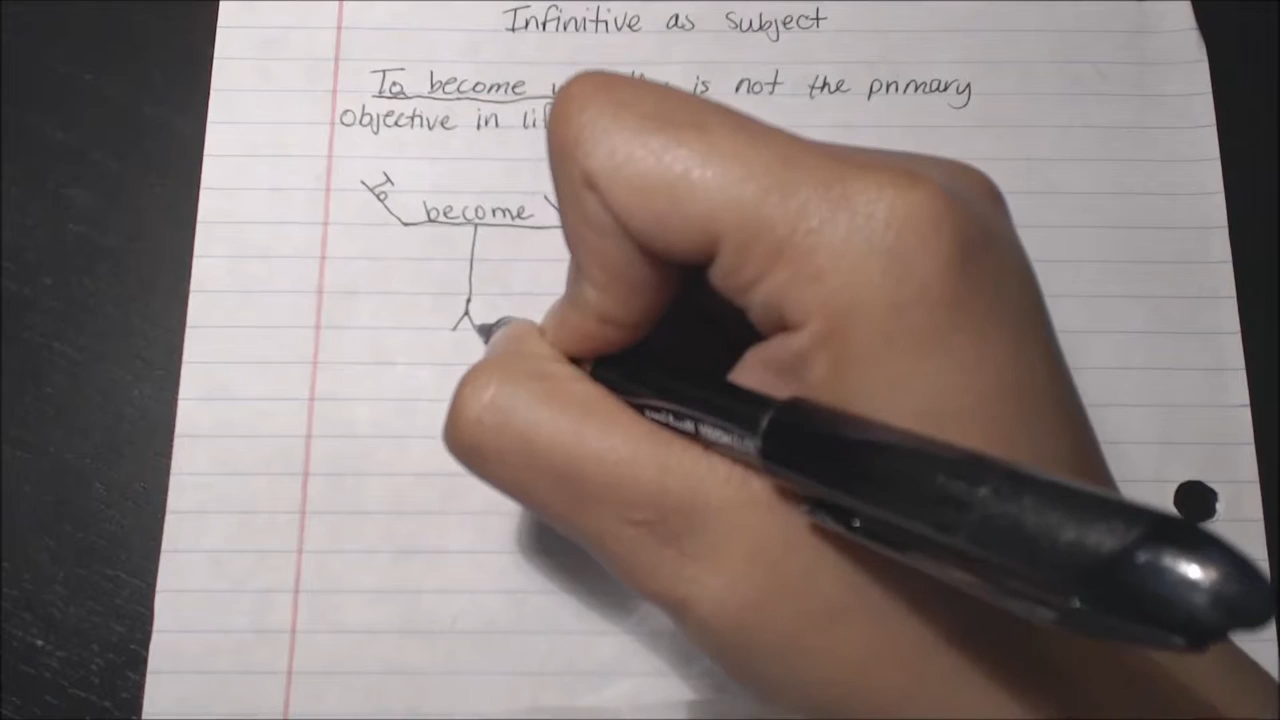 Infinitive as subject
To become is not the primary
objective in
To
become